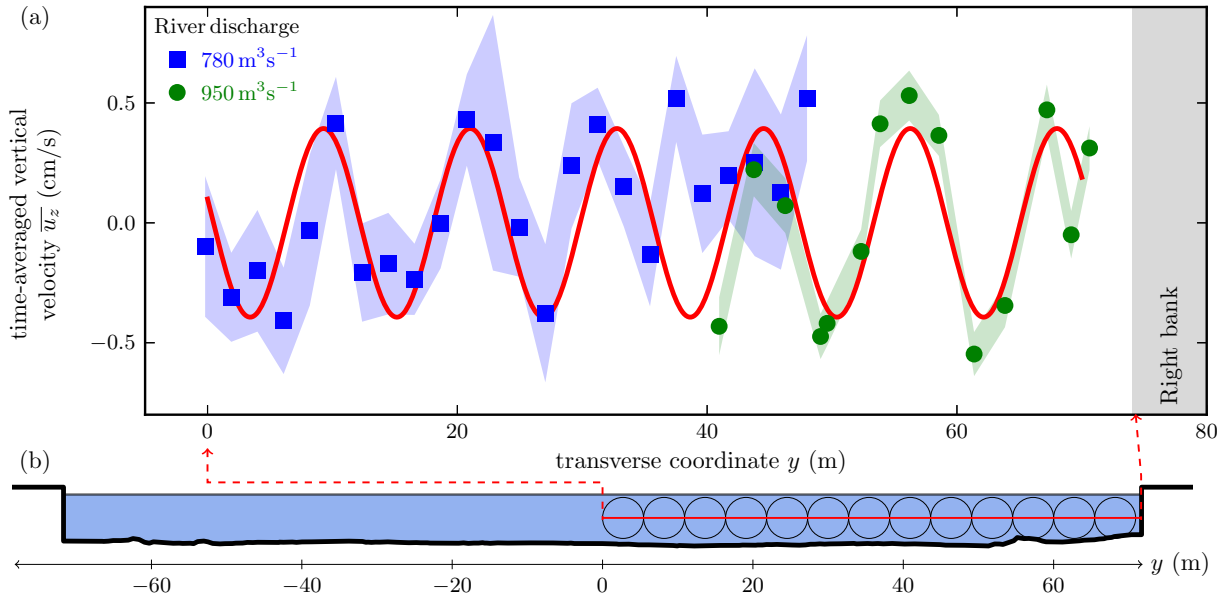 (a)
River discharge
780 m³s⁻¹
950 m³s⁻¹
time-averaged vertical
velocity $\overline{u_z}$ (cm/s)
0.5
0.0
−0.5
Right bank
0
20
40
60
80
transverse coordinate y (m)
(b)
−60
−40
−20
0
20
40
60
y (m)